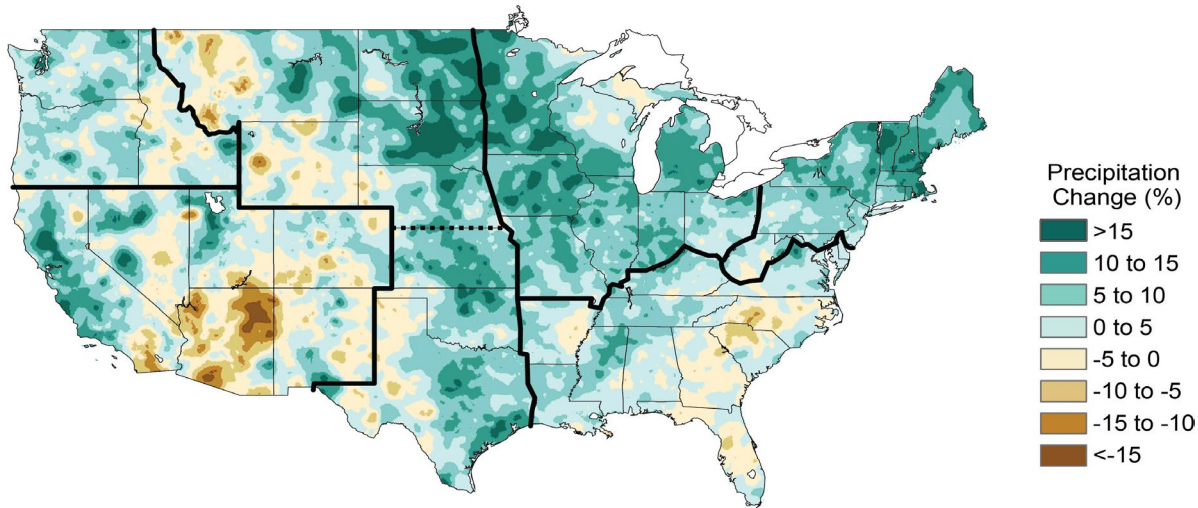 Precipitation
Change (%)
>15
10 to 15
5 to 10
0 to 5
-5 to 0
-10 to -5
-15 to -10
<-15